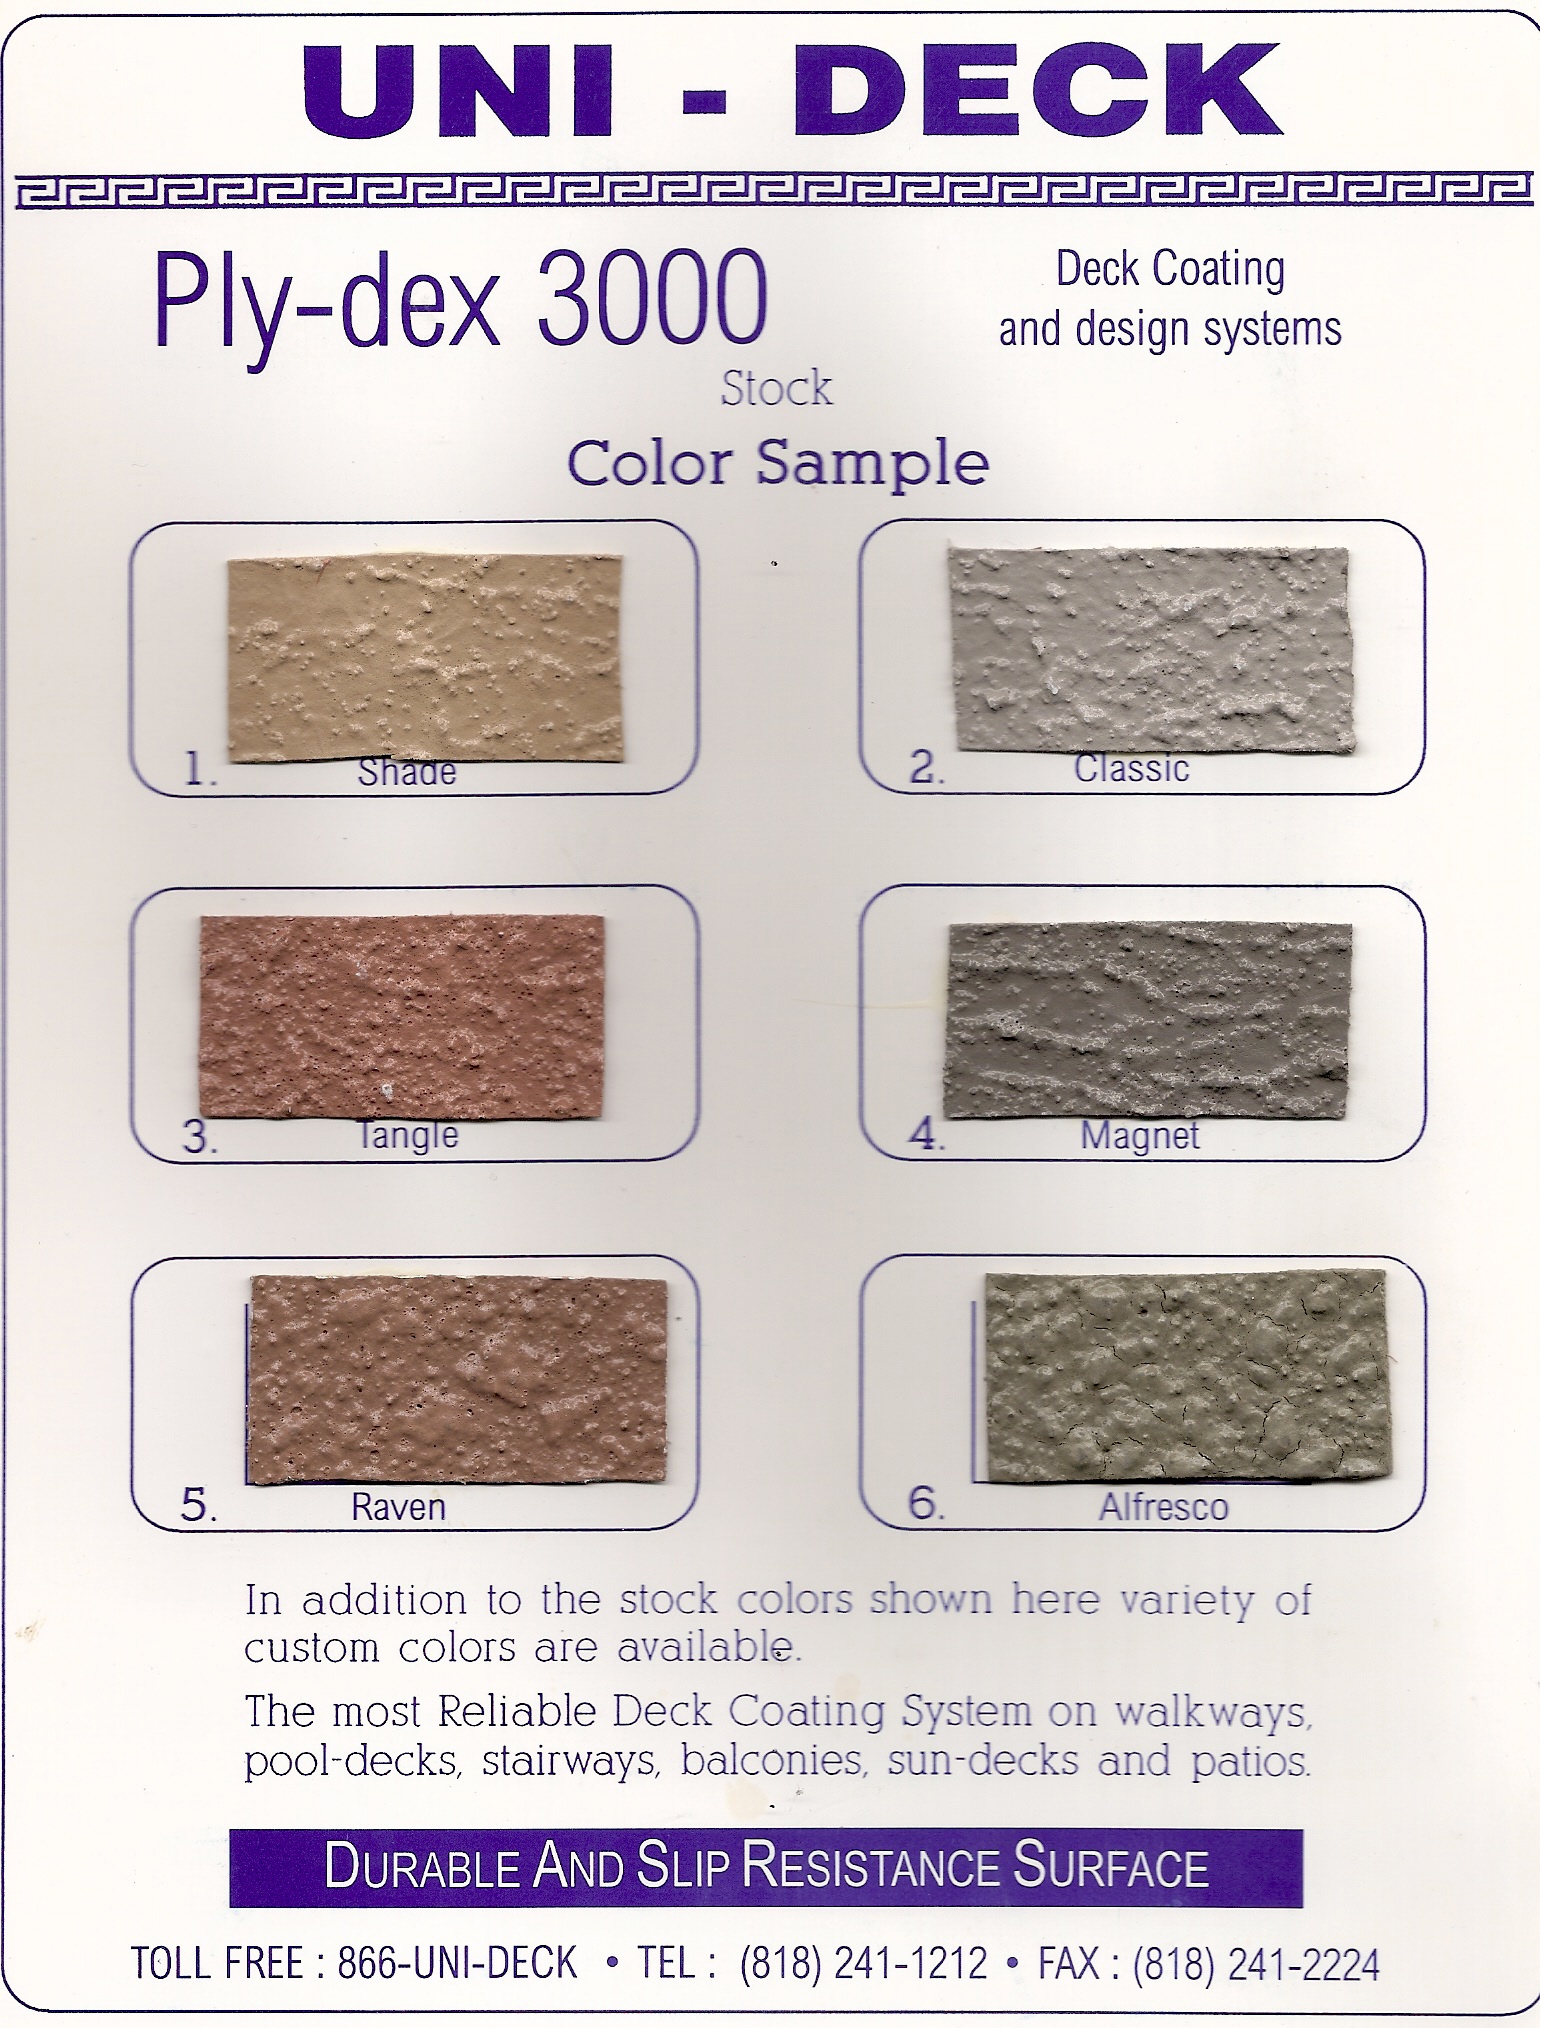 UNI - DECK
Ply-dex 3000
Deck Coating
and design systems
Stock
Color Sample
1. Shade
2. Classic
3. Tangle
4. Magnet
5. Raven
6. Alfresco
In addition to the stock colors shown here variety of
custom colors are available.
The most Reliable Deck Coating System on walkways,
pool-decks, stairways, balconies, sun-decks and patios.
DURABLE AND SLIP RESISTANCE SURFACE
TOLL FREE : 866-UNI-DECK • TEL : (818) 241-1212 • FAX : (818) 241-2224